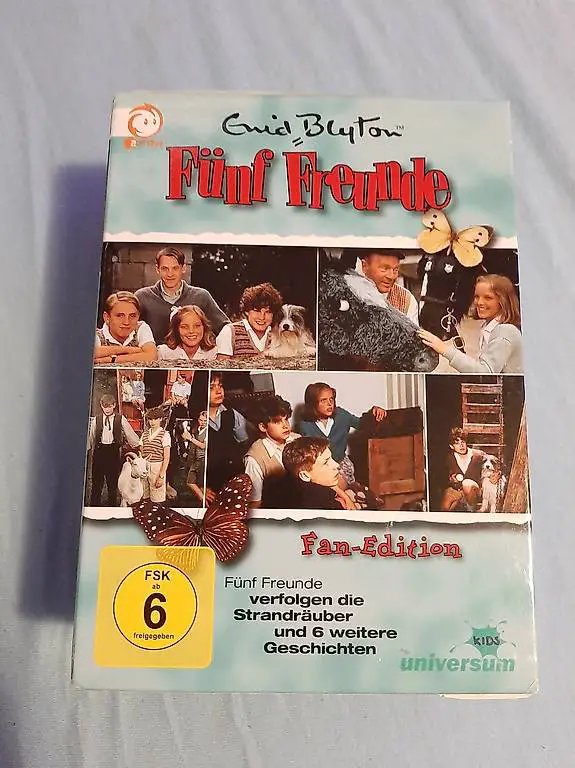 Enid Blyton™
Fünf Freunde
Fan-Edition
FSK
ab
6
freigegeben
Fünf Freunde
verfolgen die
Strandräuber
und 6 weitere
Geschichten
KIDS
universum